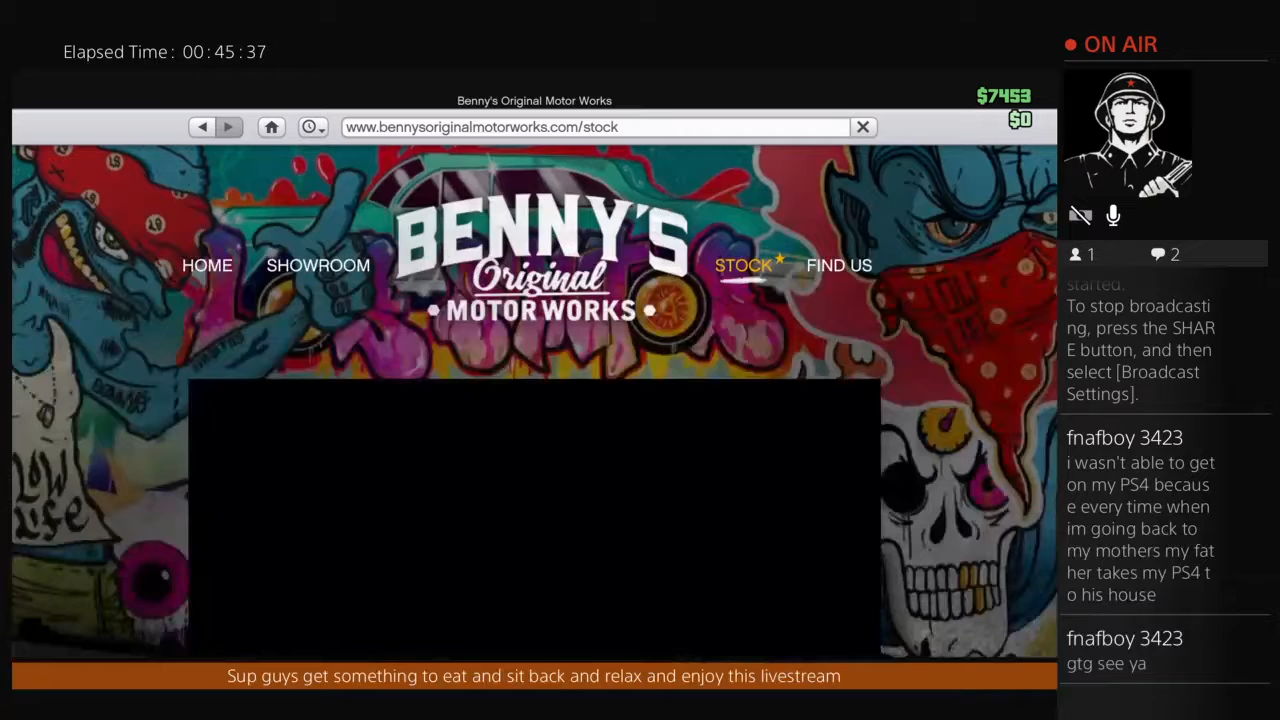 Elapsed Time: 00:45:37
ON AIR
Benny's Original Motor Works
$7453
$0
www.bennysoriginalmotorworks.com/stock
BENNY'S
Original
MOTORWORKS
HOME
SHOWROOM
STOCK
FIND US
LOW
Life
1
2
started.
To stop broadcasti
ng, press the SHAR
E button, and then
select [Broadcast
Settings].
fnafboy 3423
i wasn't able to get
on my PS4 becaus
e every time when
im going back to
my mothers my fat
her takes my PS4 t
o his house
fnafboy 3423
gtg see ya
Sup guys get something to eat and sit back and relax and enjoy this livestream